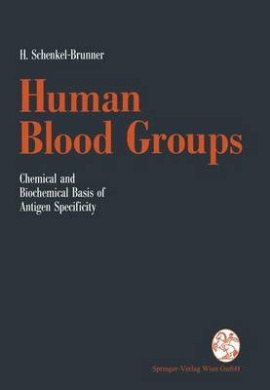 H. Schenkel-Brunner
Human
Blood Groups
Chemical and
Biochemical Basis of
Antigen Specificity
Springer-Verlag Wien GmbH